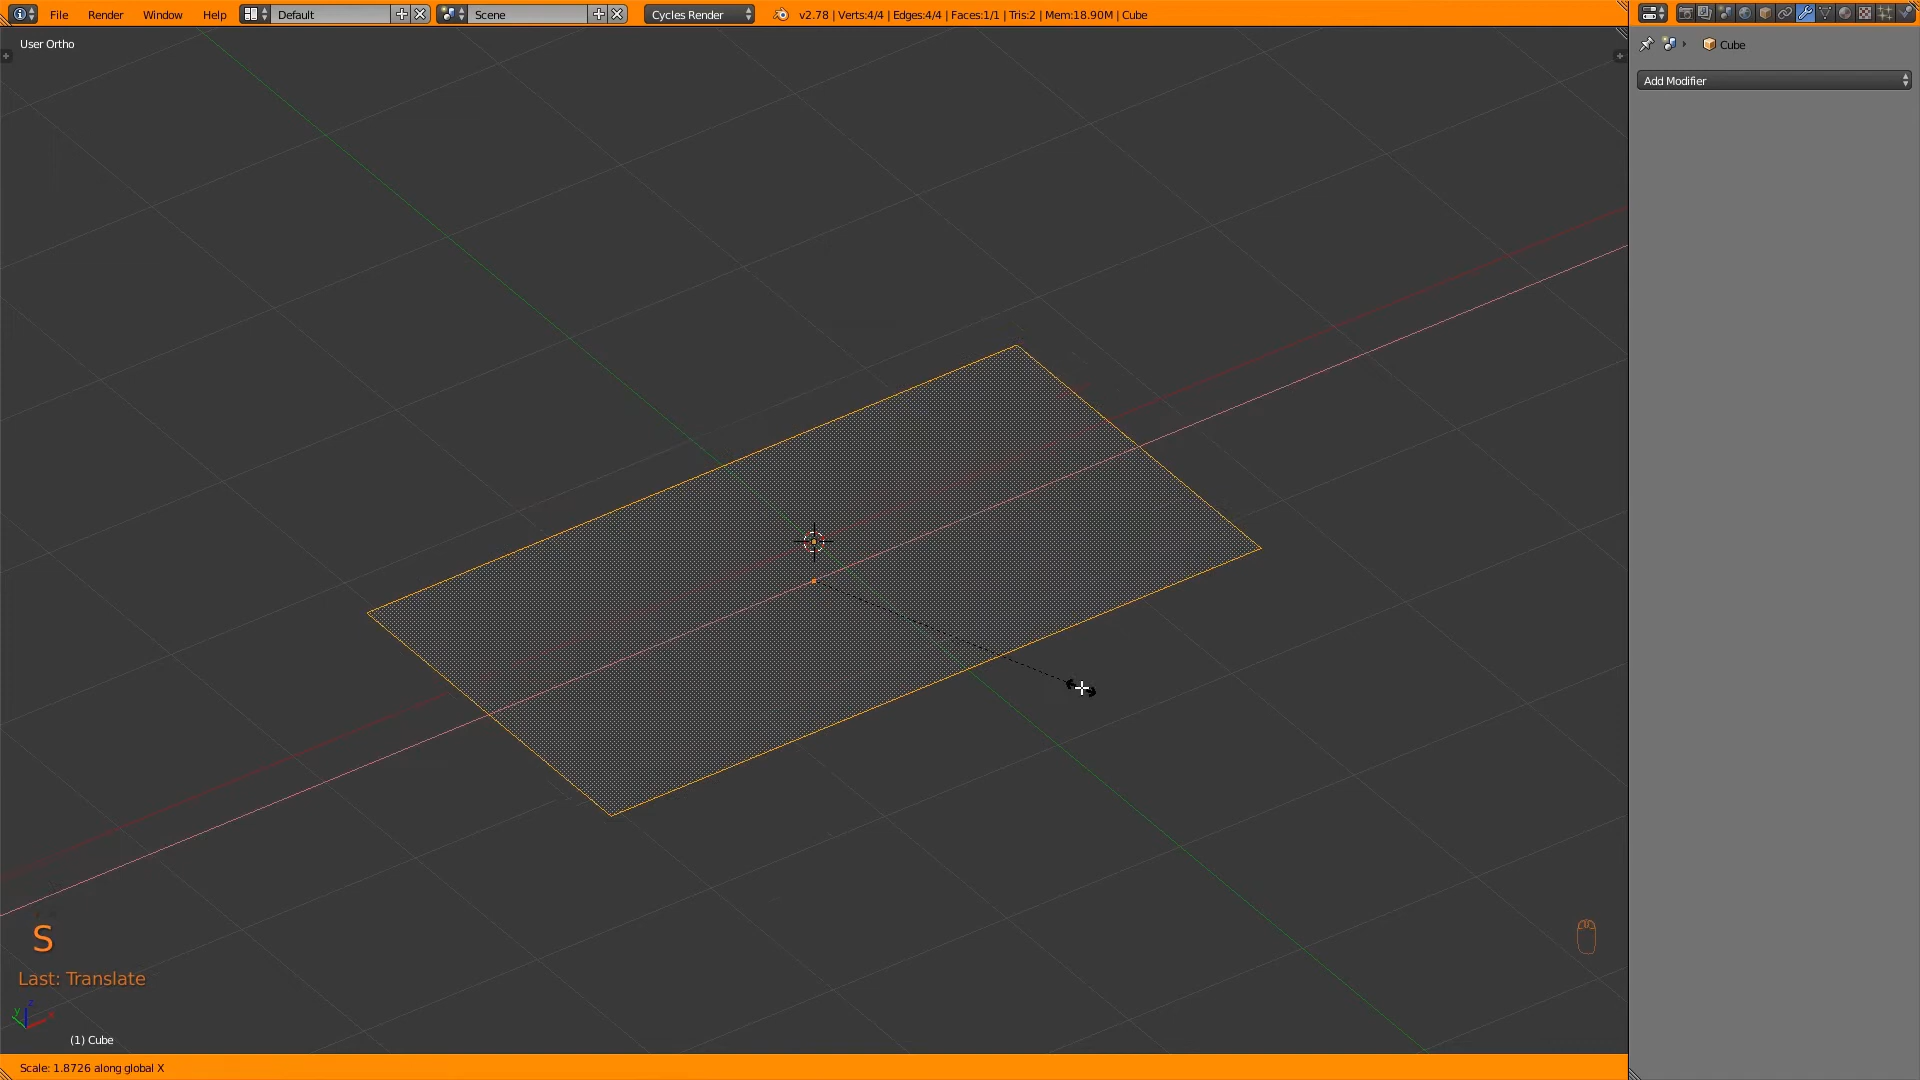 File Render Window Help Default Scene Cycles Render v2.78 | Verts:4/4 | Edges:4/4 | Faces:1/1 | Tris:2 | Mem:18.90M | Cube
User Ortho
Cube
Add Modifier
S
Last: Translate
z
y
x
(1) Cube
Scale: 1.8726 along global X